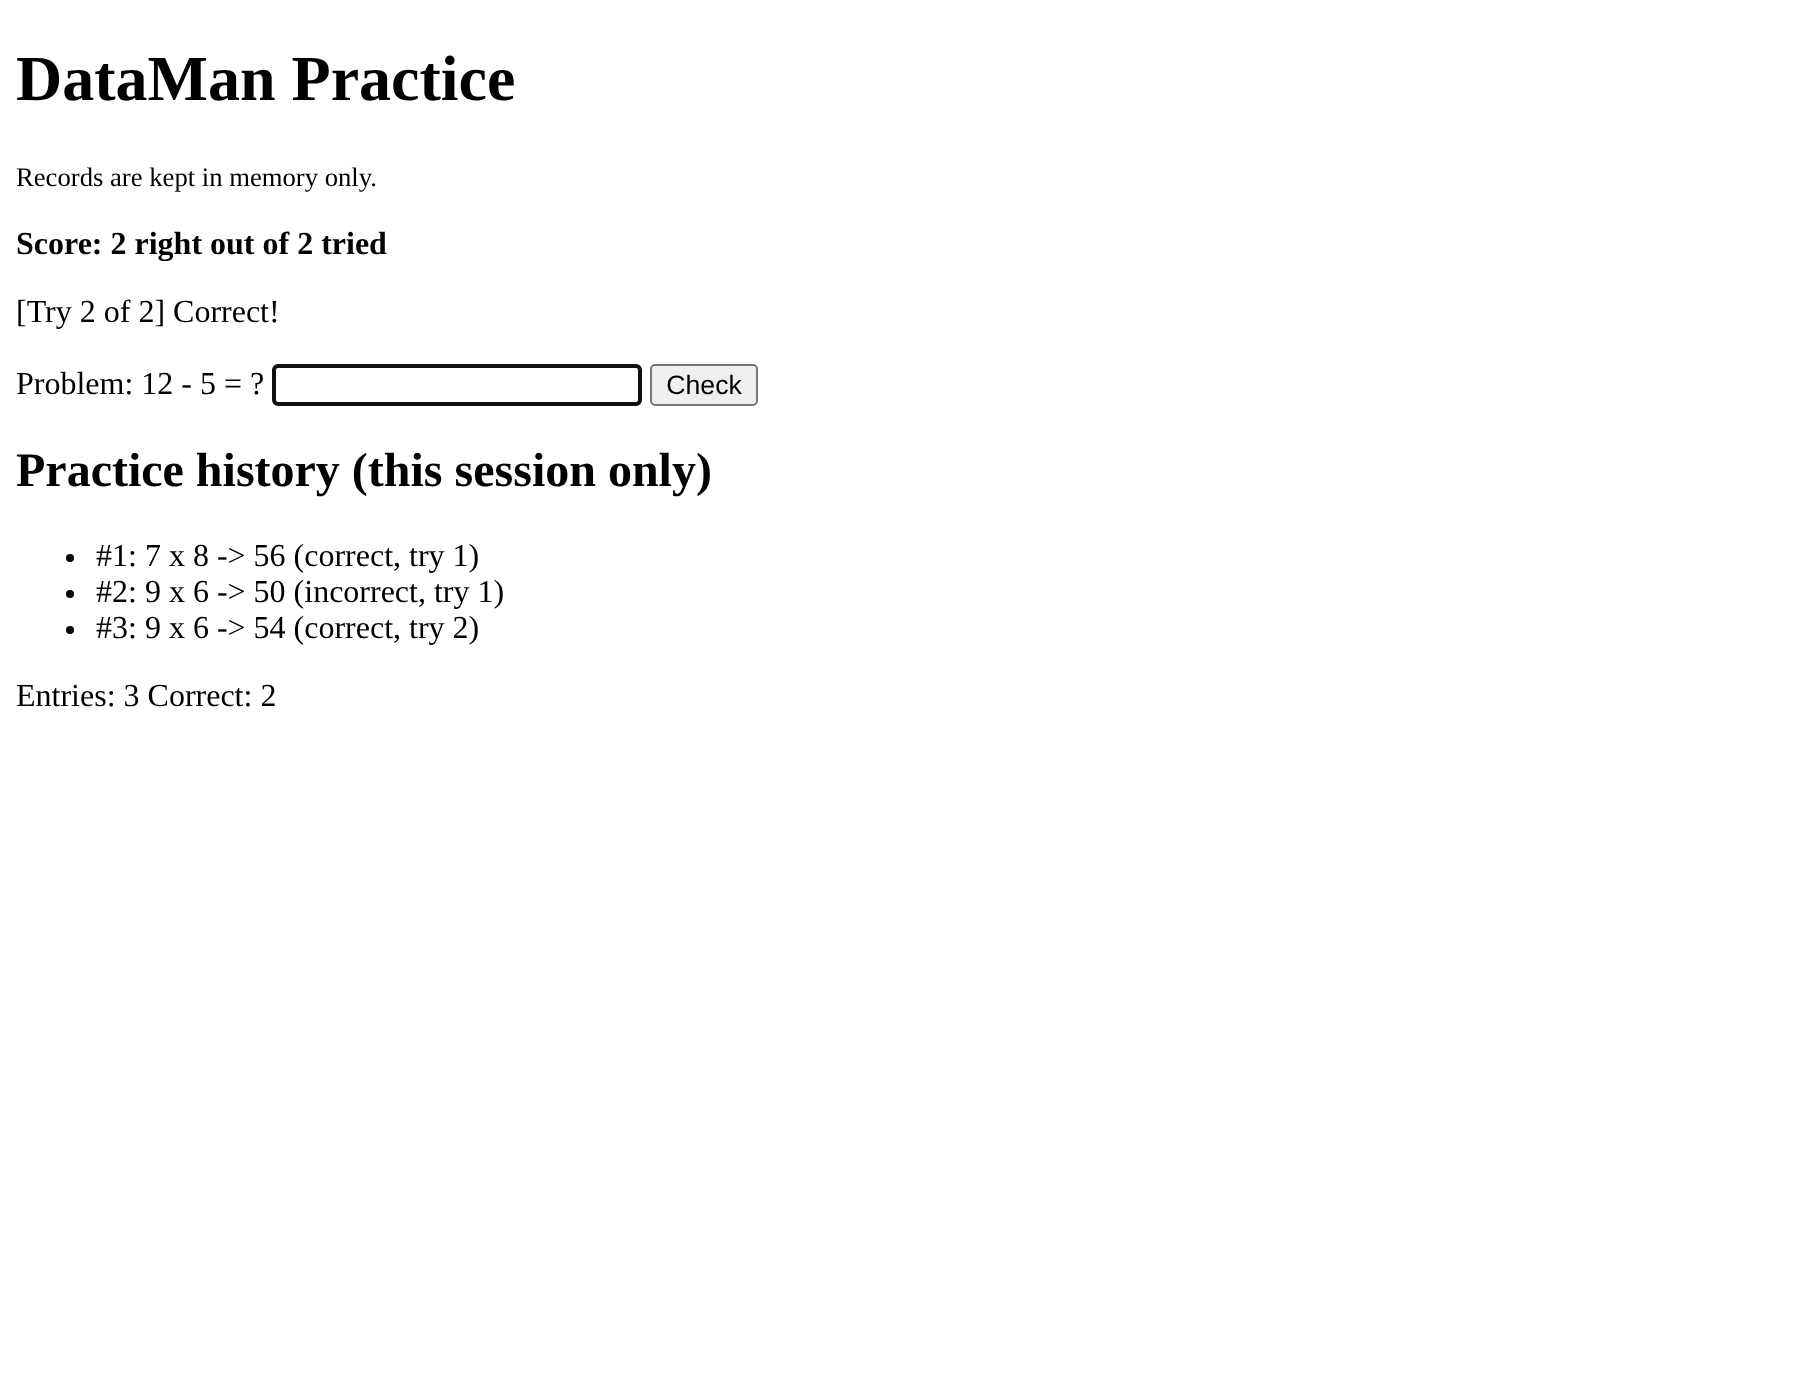 DataMan Practice
Records are kept in memory only.
Score: 2 right out of 2 tried
[Try 2 of 2] Correct!
Problem: 12 - 5 = ? Check
Practice history (this session only)
#1: 7 x 8 -> 56 (correct, try 1)
#2: 9 x 6 -> 50 (incorrect, try 1)
#3: 9 x 6 -> 54 (correct, try 2)
Entries: 3 Correct: 2